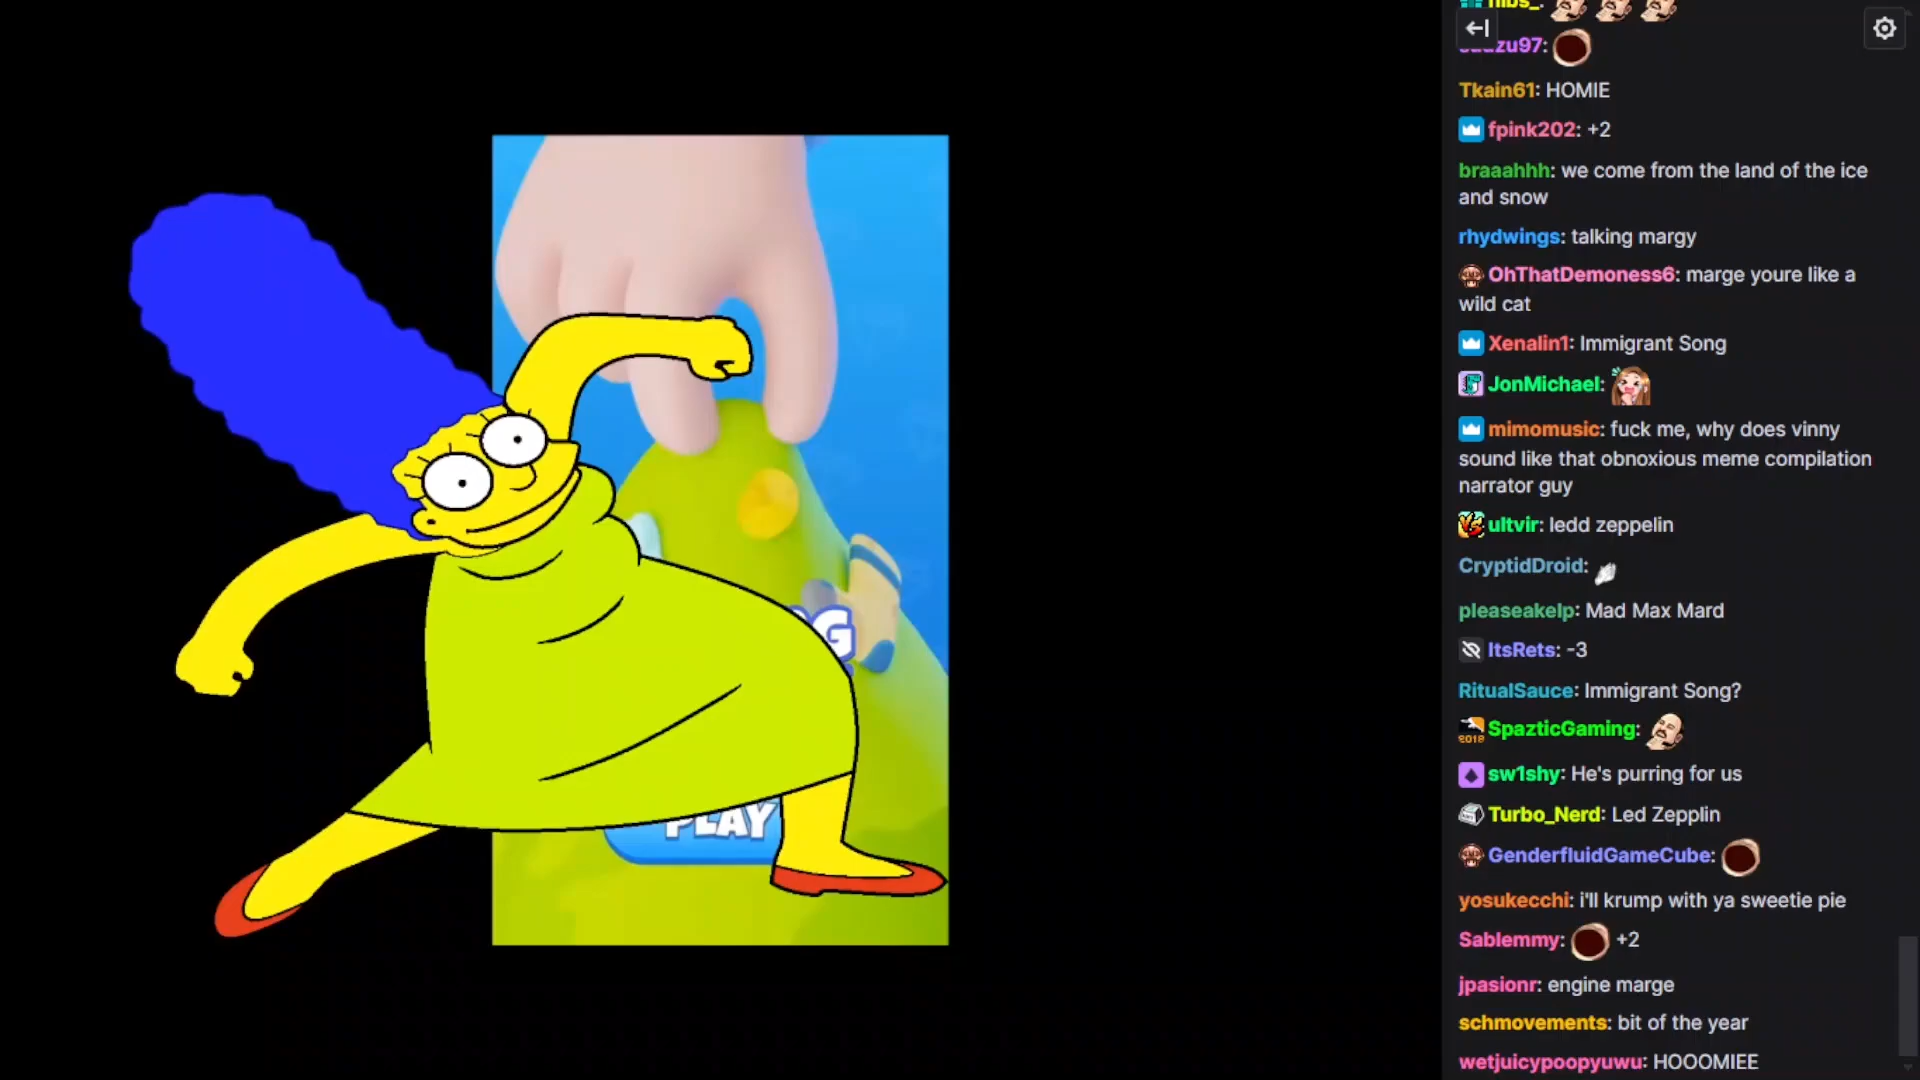 G
PLAY
Tkain61: HOMIE
fpink202: +2
braaahhh: we come from the land of the ice
and snow
rhydwings: talking margy
OhThatDemoness6: marge youre like a
wild cat
Xenalin1: Immigrant Song
JonMichael:
mimomusic: fuck me, why does vinny
sound like that obnoxious meme compilation
narrator guy
ultvir: ledd zeppelin
CryptidDroid:
pleaseakelp: Mad Max Mard
ItsRets: -3
RitualSauce: Immigrant Song?
2018 SpazticGaming:
sw1shy: He's purring for us
Turbo_Nerd: Led Zepplin
GenderfluidGameCube:
yosukecchi: i'll krump with ya sweetie pie
Sablemmy: +2
jpasionr: engine marge
schmovements: bit of the year
wetjuicypoopyuwu: HOOOMIEE